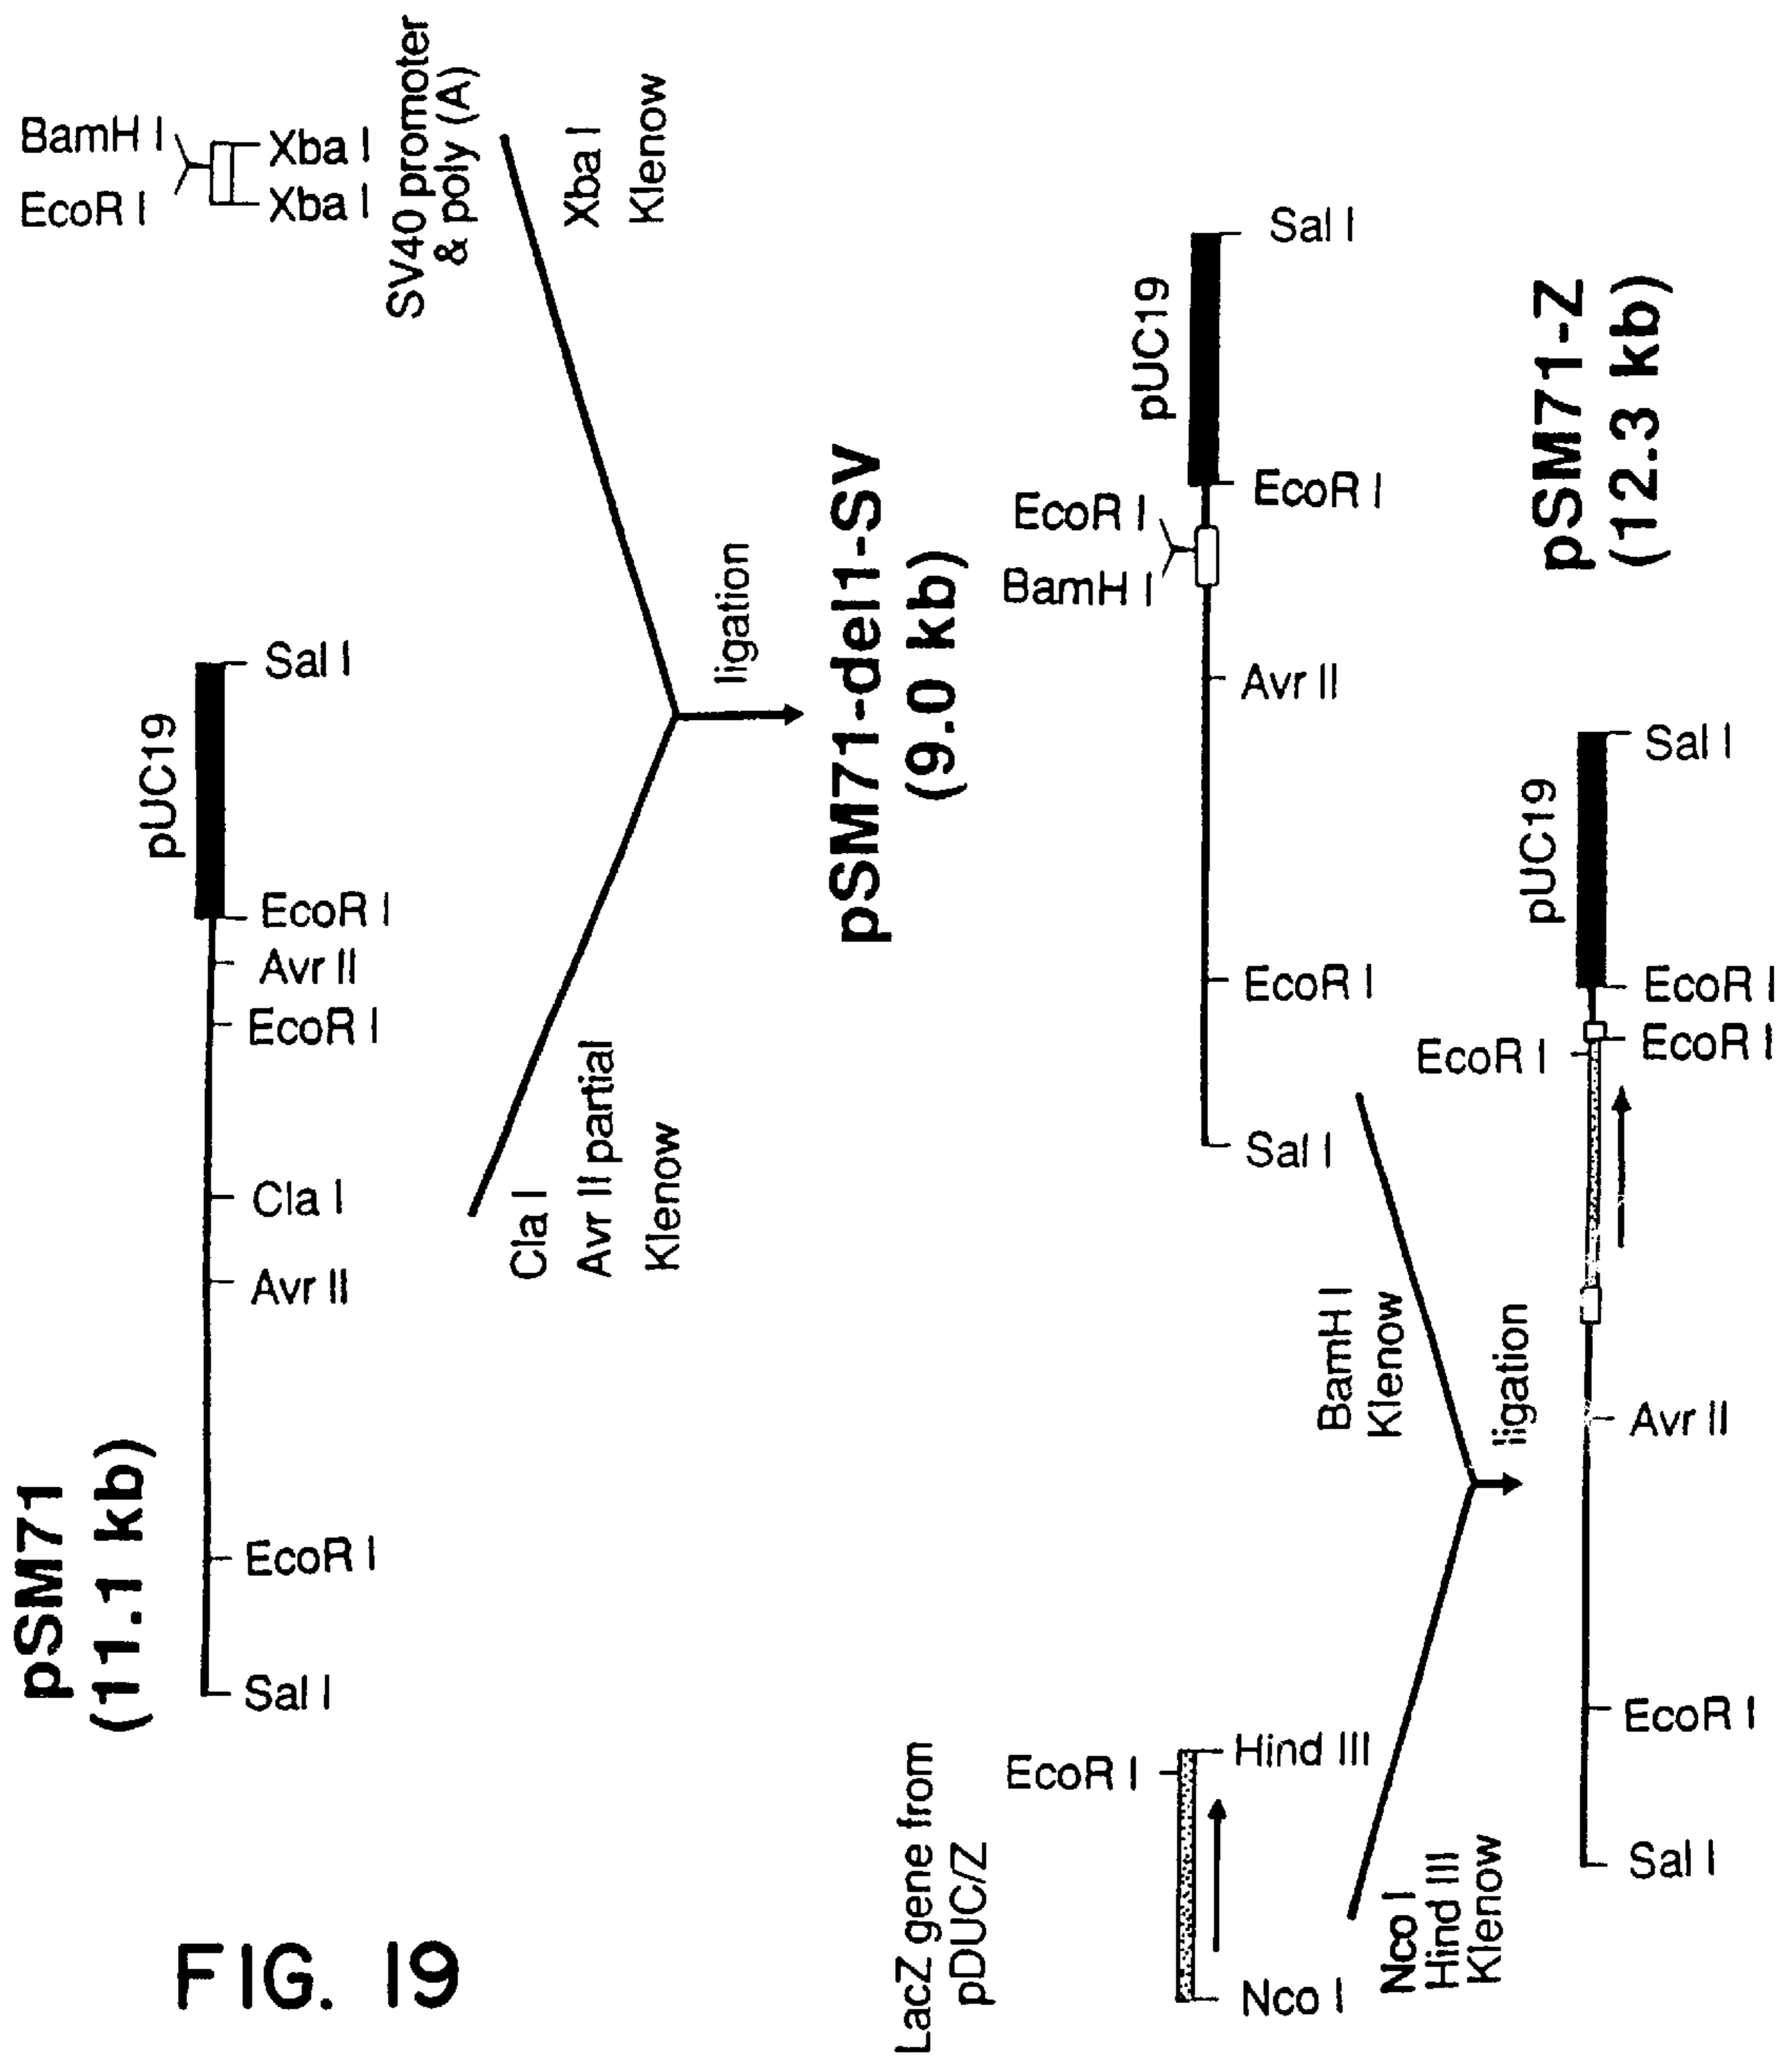 FIG. 19
pSM71
(11.1 kb)
pUC19
Sal I
EcoR I
Avr II
Cla I
EcoR I
Avr II
EcoR I
Sal I
BamH I
EcoR I
Xba I
Xba I
SV40 promoter
& poly (A)
Cla I
Avr II partial
Klenow
Xba I
Klenow
ligation
pSM71-del1-SV
(9.0 kb)
pUC19
EcoR I
BamH I
Sal I
EcoR I
Avr II
EcoR I
Sal I
LacZ gene from
pDUC/Z
EcoR I
Nco I
Hind III
Nco I
Hind III
Klenow
BamH I
Klenow
ligation
pSM71-Z
(12.3 kb)
pUC19
EcoR I
Sal I
EcoR I
Avr II
EcoR I
EcoR I
Sal I